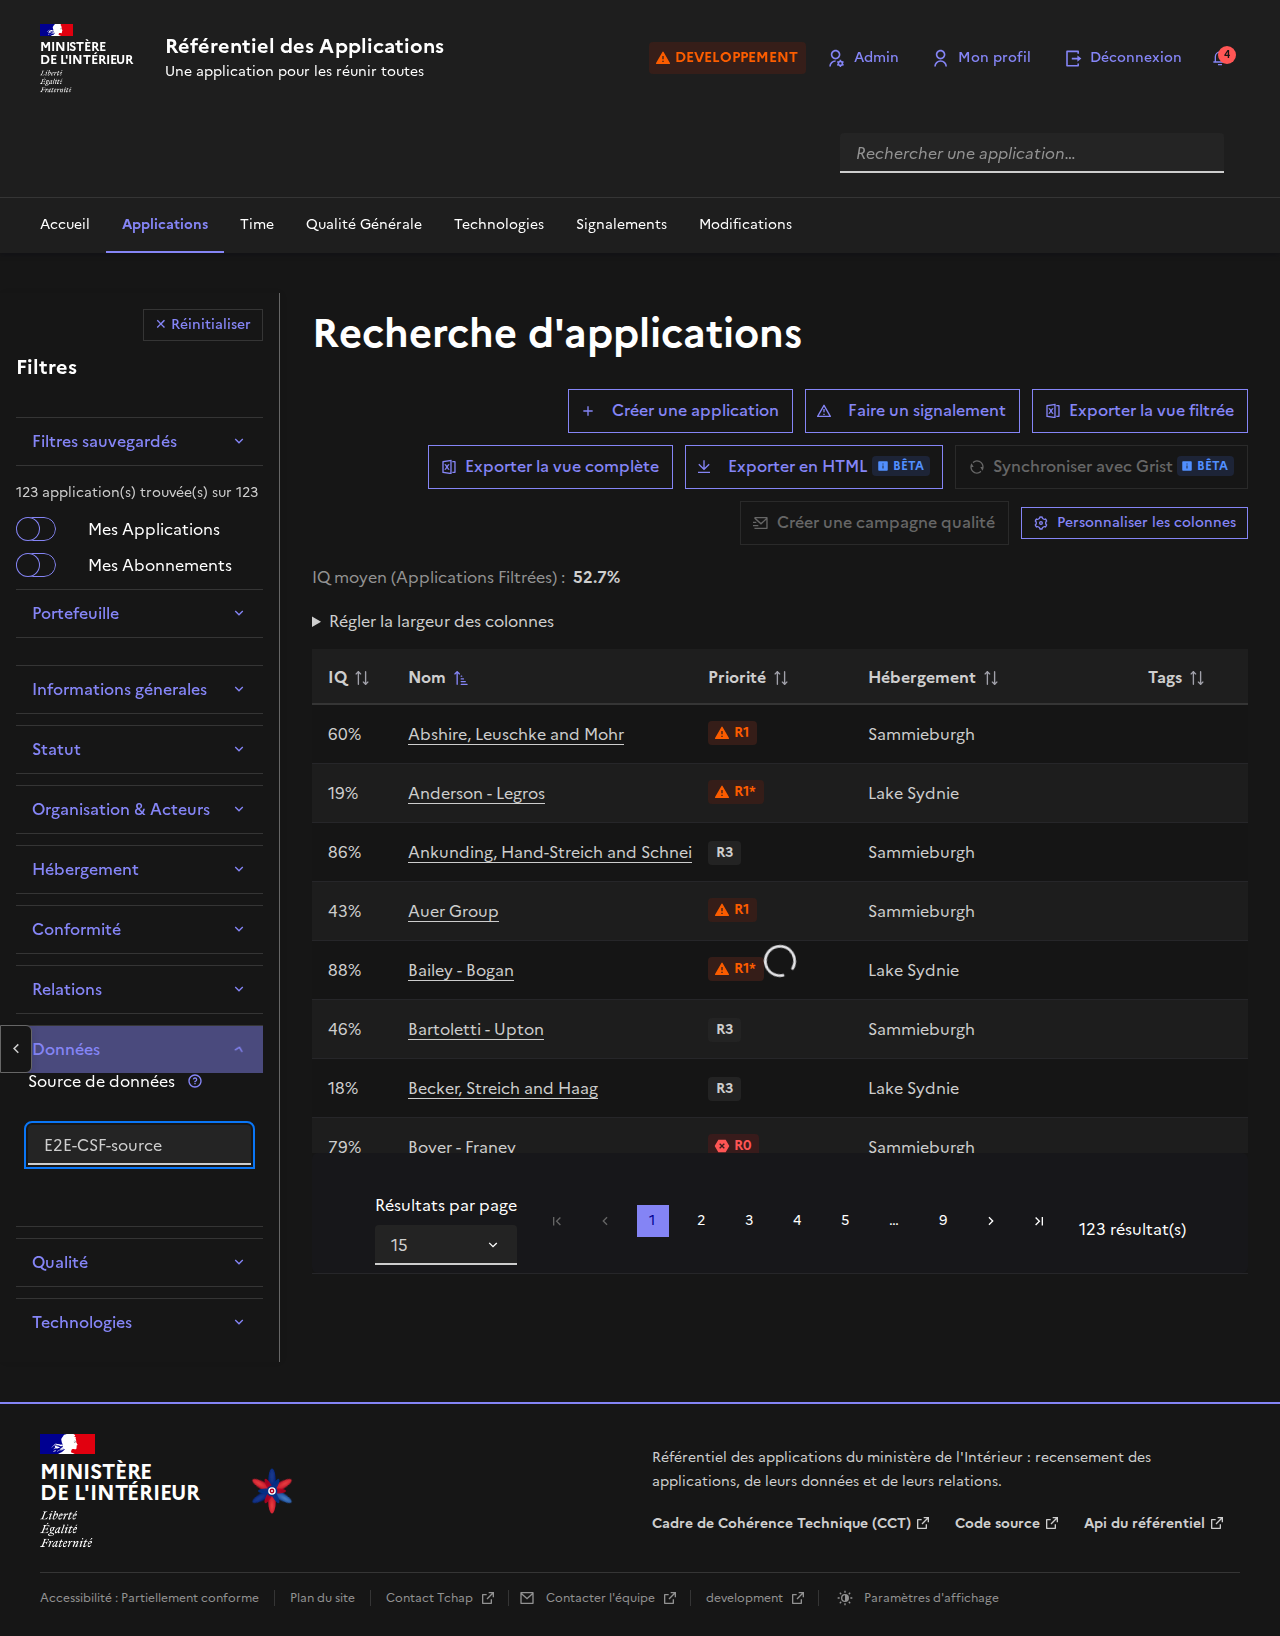 MINISTÈRE
DE L'INTÉRIEUR
Liberté
Égalité
Fraternité
Référentiel des Applications
Une application pour les réunir toutes
DEVELOPPEMENT
Admin
Mon profil
Déconnexion
4
Rechercher une application...
Accueil
Applications
Time
Qualité Générale
Technologies
Signalements
Modifications
Réinitialiser
Filtres
Filtres sauvegardés
123 application(s) trouvée(s) sur 123
Mes Applications
Mes Abonnements
Portefeuille
Informations génerales
Statut
Organisation & Acteurs
Hébergement
Conformité
Relations
Données
Source de données
E2E-CSF-source
Qualité
Technologies
Recherche d'applications
Créer une application
Faire un signalement
Exporter la vue filtrée
Exporter la vue complète
Exporter en HTML BÊTA
Synchroniser avec Grist BÊTA
Créer une campagne qualité
Personnaliser les colonnes
IQ moyen (Applications Filtrées) : 52.7%
Régler la largeur des colonnes
IQ Nom Priorité Hébergement Tags
60% Abshire, Leuschke and Mohr R1 Sammieburgh
19% Anderson - Legros R1* Lake Sydnie
86% Ankunding, Hand-Streich and Schnei R3 Sammieburgh
43% Auer Group R1 Sammieburgh
88% Bailey - Bogan R1* Lake Sydnie
46% Bartoletti - Upton R3 Sammieburgh
18% Becker, Streich and Haag R3 Lake Sydnie
79% Boyer - Franey R0 Sammieburgh
Résultats par page
15
1 2 3 4 5 ... 9
123 résultat(s)
MINISTÈRE
DE L'INTÉRIEUR
Liberté
Égalité
Fraternité
Référentiel des applications du ministère de l'Intérieur : recensement des
applications, de leurs données et de leurs relations.
Cadre de Cohérence Technique (CCT)
Code source
Api du référentiel
Accessibilité : Partiellement conforme
Plan du site
Contact Tchap
Contacter l'équipe
development
Paramètres d'affichage